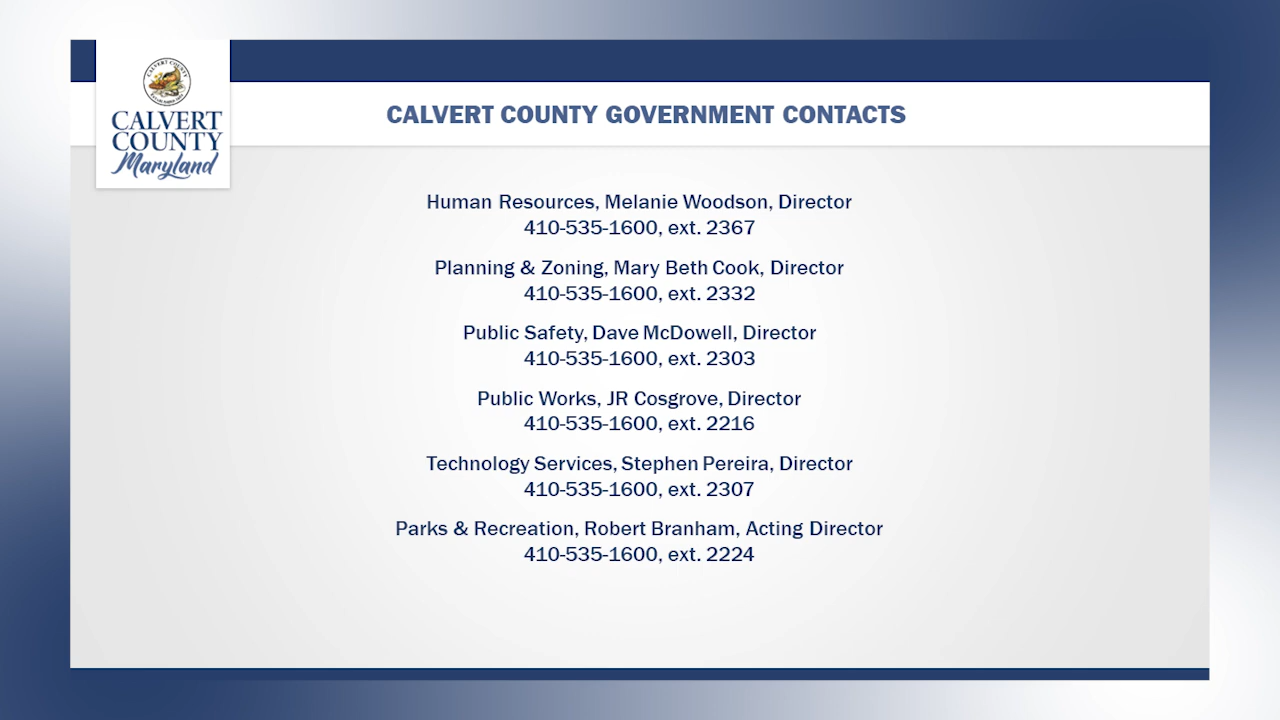 CALVERT COUNTY
CALVERT
COUNTY
Maryland
CALVERT COUNTY GOVERNMENT CONTACTS
Human Resources, Melanie Woodson, Director
410-535-1600, ext. 2367
Planning & Zoning, Mary Beth Cook, Director
410-535-1600, ext. 2332
Public Safety, Dave McDowell, Director
410-535-1600, ext. 2303
Public Works, JR Cosgrove, Director
410-535-1600, ext. 2216
Technology Services, Stephen Pereira, Director
410-535-1600, ext. 2307
Parks & Recreation, Robert Branham, Acting Director
410-535-1600, ext. 2224